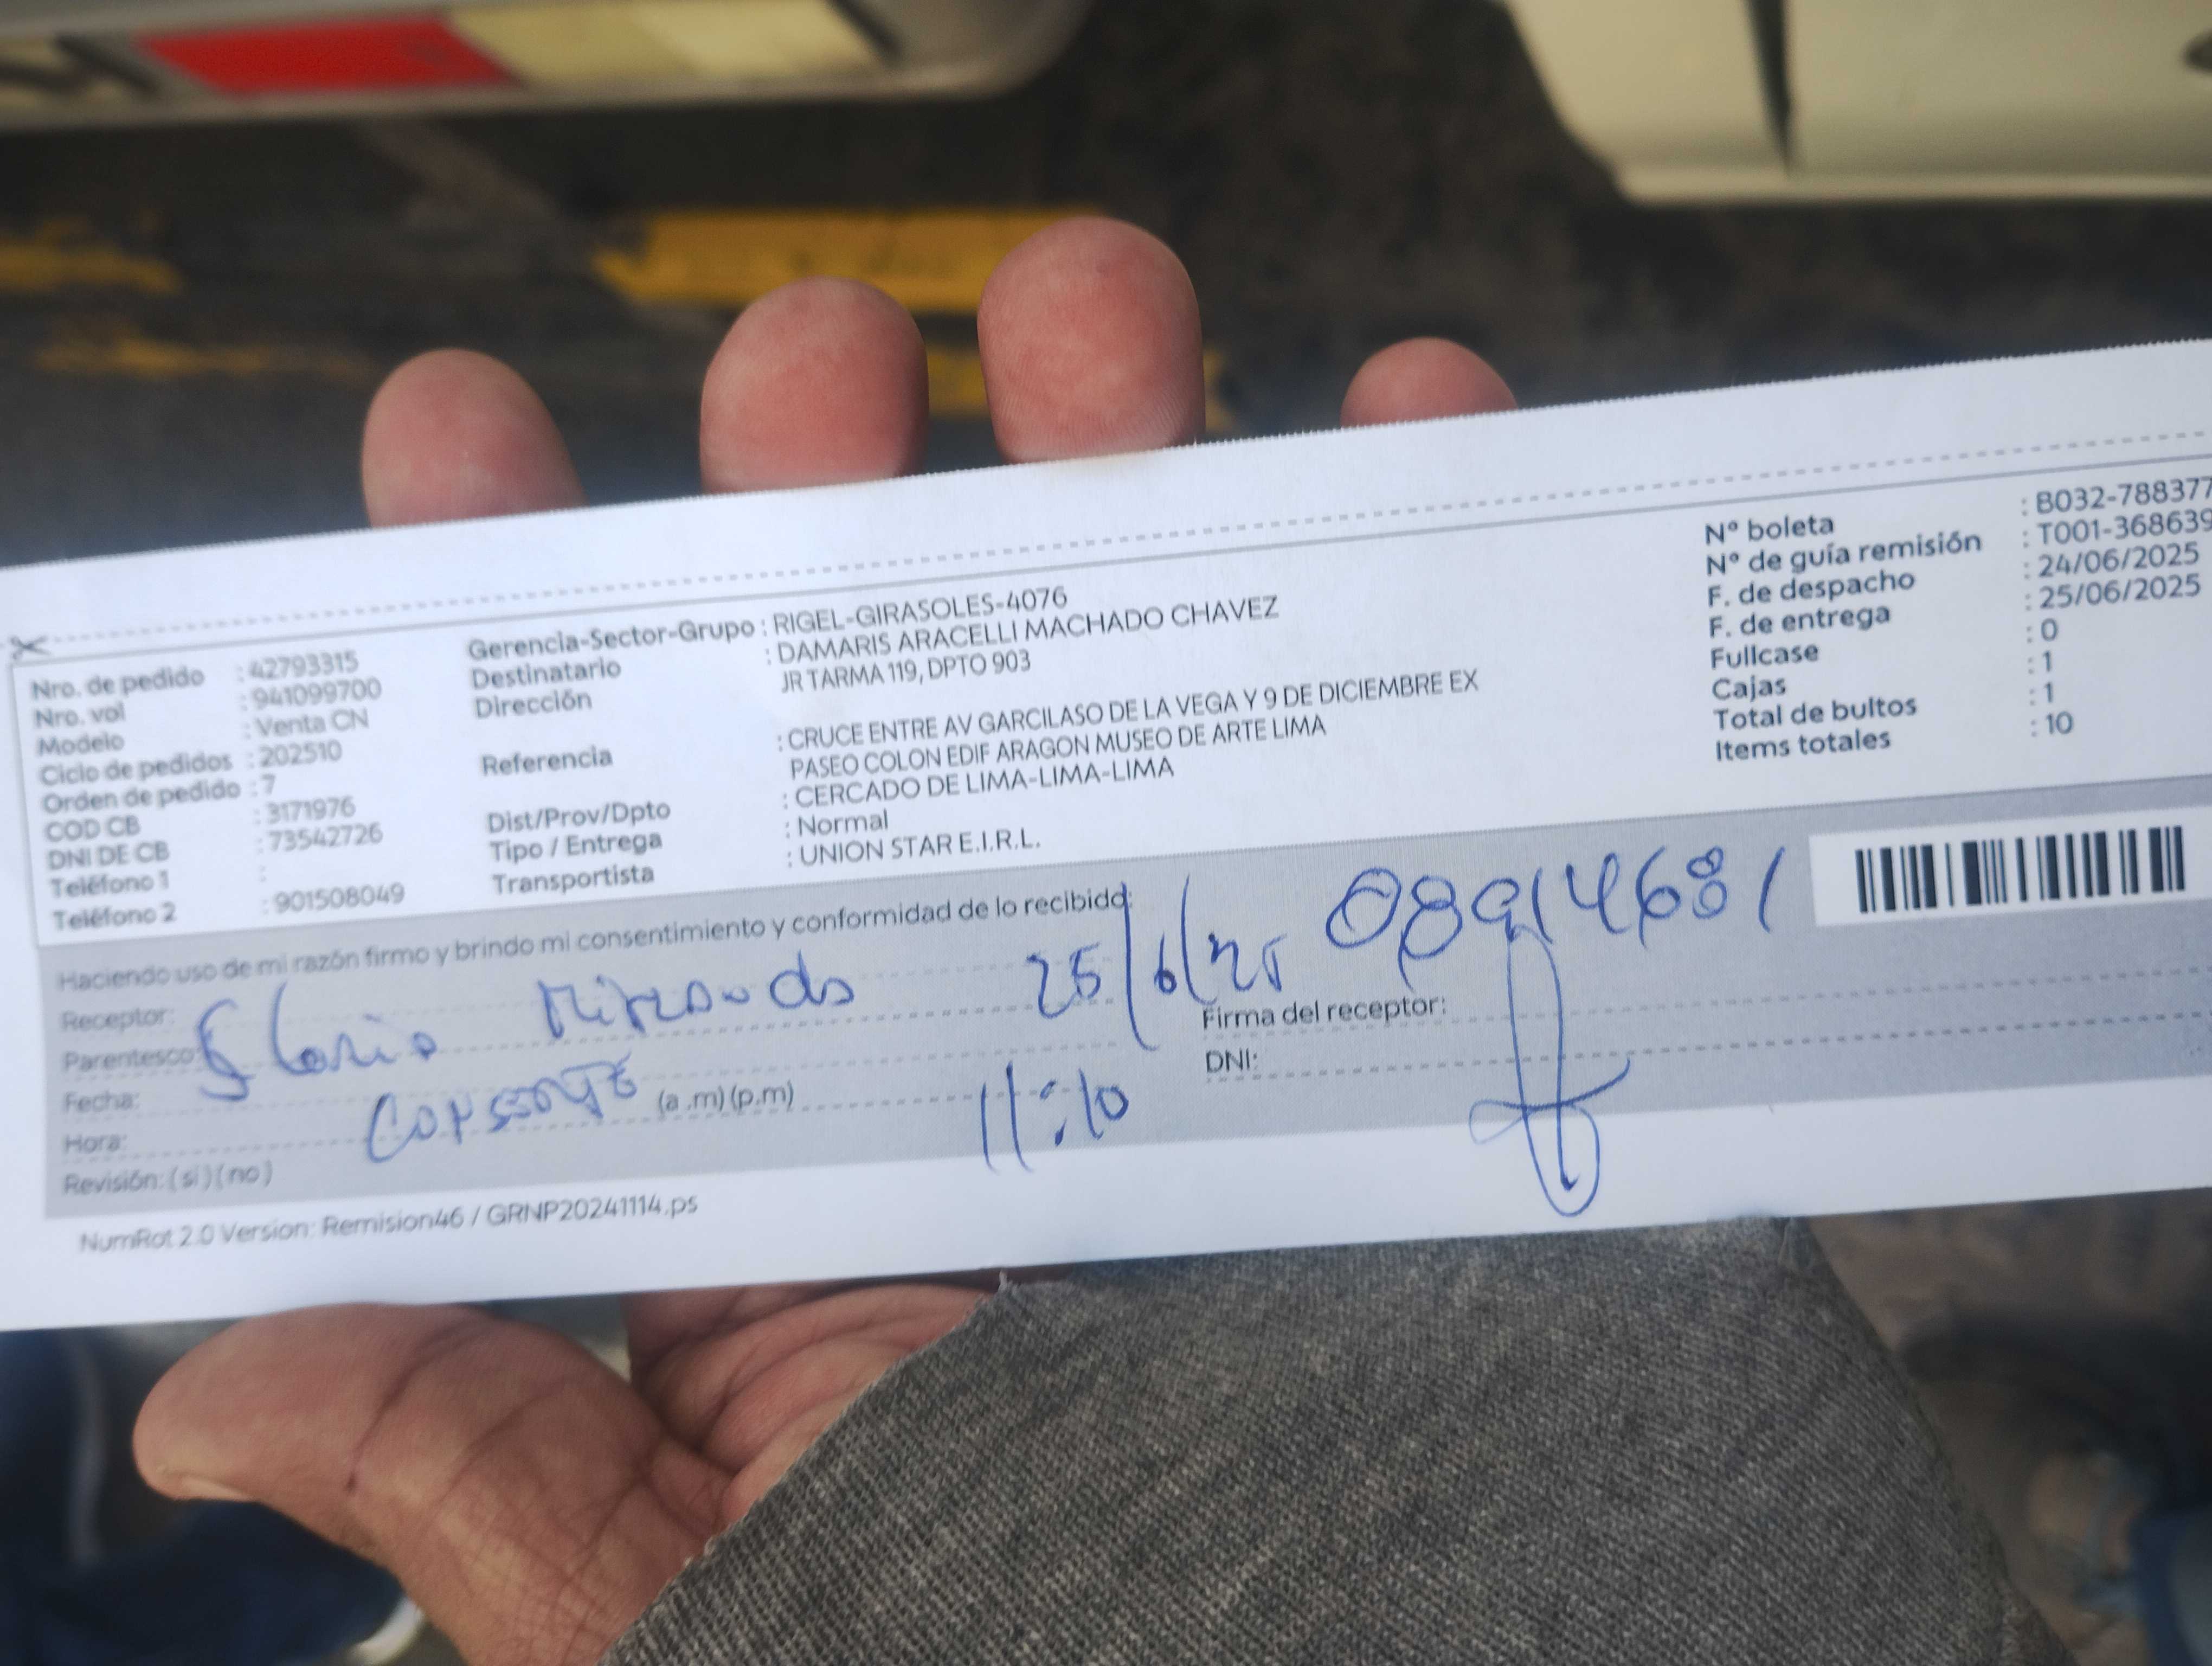 Nro. de pedido : 42793315
Nro. vol : 941099700
Modelo : Venta CN
Ciclo de pedidos : 202510
Orden de pedido : 7
COD CB : 3171976
DNI DE CB : 73542726
Teléfono 1 :
Teléfono 2 : 901508049
Gerencia-Sector-Grupo : RIGEL-GIRASOLES-4076
Destinatario : DAMARIS ARACELLI MACHADO CHAVEZ
Dirección JR TARMA 119, DPTO 903
Referencia : CRUCE ENTRE AV GARCILASO DE LA VEGA Y 9 DE DICIEMBRE EX
PASEO COLON EDIF ARAGON MUSEO DE ARTE LIMA
Dist/Prov/Dpto : CERCADO DE LIMA-LIMA-LIMA
Tipo / Entrega : Normal
Transportista : UNION STAR E.I.R.L.
Nº boleta : B032-788377
Nº de guía remisión : T001-368639
F. de despacho : 24/06/2025
F. de entrega : 25/06/2025
Fullcase : 0
Cajas : 1
Total de bultos : 1
Items totales : 10
Haciendo uso de mi razón firmo y brindo mi consentimiento y conformidad de lo recibido:
Receptor: Miranda 25/6/25 08914681
Parentesco: Gloria
Firma del receptor:
Fecha:
DNI:
Hora: (a .m) (p.m) 11:10
Revisión: ( si ) ( no )
NumRot 2.0 Version: Remision46 / GRNP20241114.ps